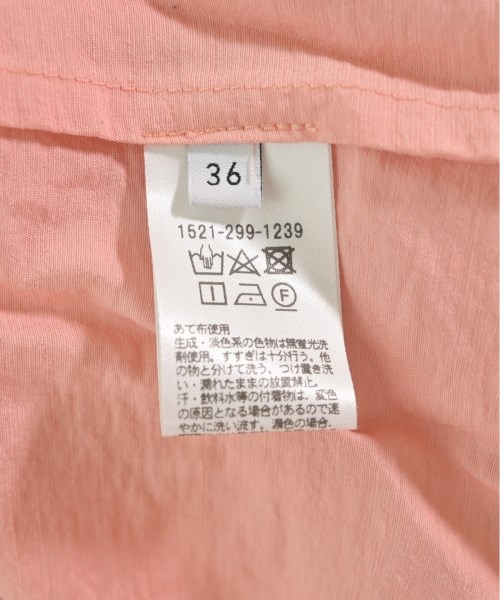 36
1521-299-1239
F
あて布使用
生成・淡色系の色物は無蛍光洗
剤使用。すすぎは十分行う。他
の物と分けて洗う。つけ置き洗
い・濡れたままの放置禁止。
汗・飲料水等の付着物は、変色
の原因となる場合があるので速
やかに洗い流す。濃色の場合、